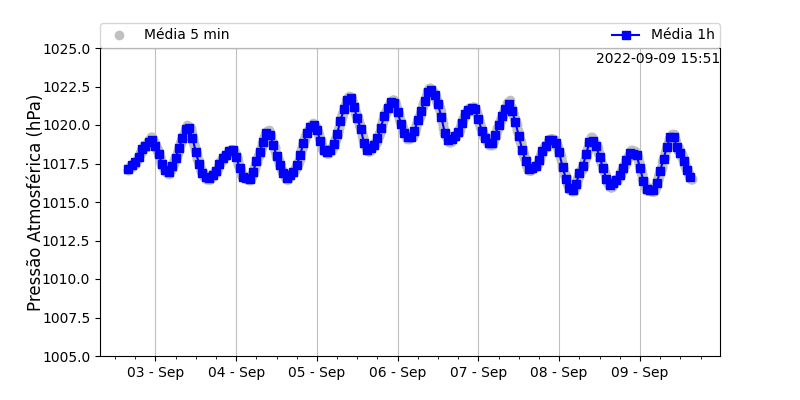 Média 5 min
Média 1h
2022-09-09 15:51
Pressão Atmosférica (hPa)
1025.0
1022.5
1020.0
1017.5
1015.0
1012.5
1010.0
1007.5
1005.0
03 - Sep
04 - Sep
05 - Sep
06 - Sep
07 - Sep
08 - Sep
09 - Sep